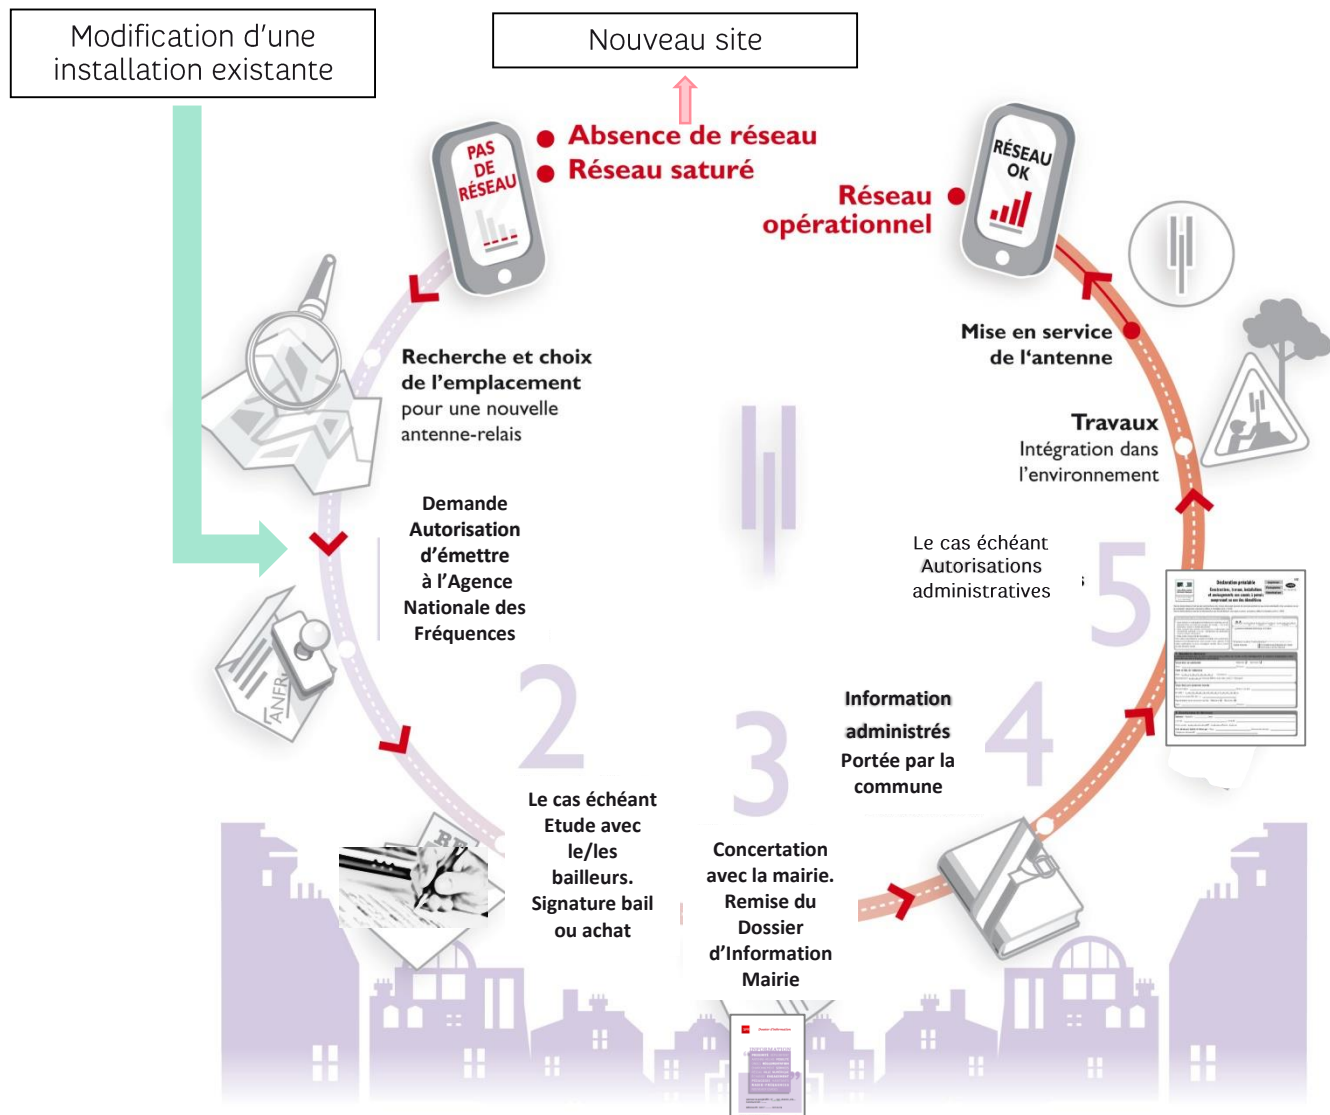 Modification d'une
installation existante
Nouveau site
PAS
DE
RÉSEAU
Absence de réseau
Réseau saturé
RÉSEAU
OK
Réseau
opérationnel
Recherche et choix
de l'emplacement
pour une nouvelle
antenne-relais
Mise en service
de l'antenne
Travaux
Intégration dans
l'environnement
Demande
Autorisation
d'émettre
à l'Agence
Nationale des
Fréquences
ANFR
Le cas échéant
Autorisations
administratives
s
5
Déclaration préalable
2
3
4
Information
administrés
Portée par la
commune
Le cas échéant
Etude avec
le/les
bailleurs.
Signature bail
ou achat
Concertation
avec la mairie.
Remise du
Dossier
d'Information
Mairie
Dossier d'Information